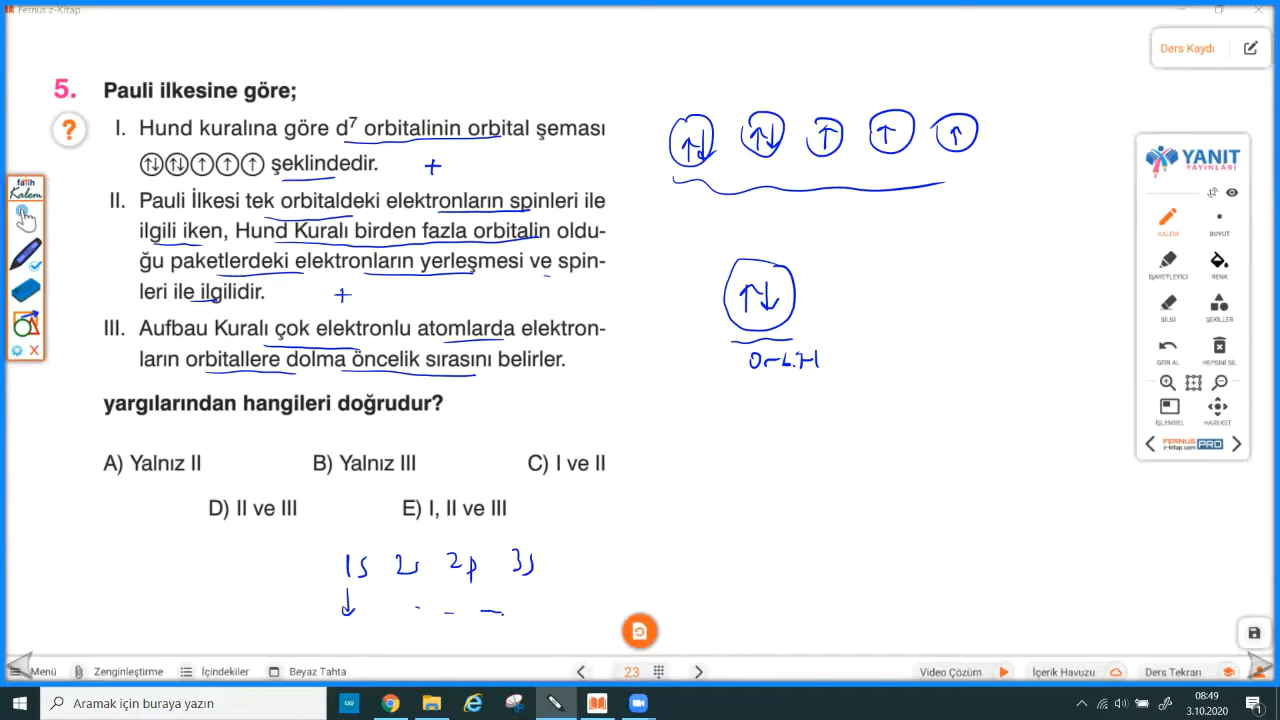 Fernus z-Kitap
Ders Kaydı
5. Pauli ilkesine göre;
I. Hund kuralına göre d⁷ orbitalinin orbital şeması
↑↓ ↑↓ ↑ ↑ ↑ şeklindedir. +
II. Pauli İlkesi tek orbitaldeki elektronların spinleri ile
ilgili iken, Hund Kuralı birden fazla orbitalin oldu-
ğu paketlerdeki elektronların yerleşmesi ve spin-
leri ile ilgilidir. +
III. Aufbau Kuralı çok elektronlu atomlarda elektron-
ların orbitallere dolma öncelik sırasını belirler.
yargılarından hangileri doğrudur?
A) Yalnız II B) Yalnız III C) I ve II
D) II ve III E) I, II ve III
1s 2s 2p 3s
↑↓ ↑↓ ↑ ↑ ↑
↑↓
orbital
fatih
Kalem
YANIT
YAYINLARI
KALEM BOYUT
İŞARETLEYİCİ RENK
SİLGİ ŞEKİLLER
GERİ AL HEPSİNİ SİL
İŞLEMSEL HAREKET
FERNUS PRO
z-kitap.com
Menü Zenginleştirme İçindekiler Beyaz Tahta 23 Video Çözüm İçerik Havuzu Ders Tekrarı
Aramak için buraya yazın
08:49
3.10.2020
1